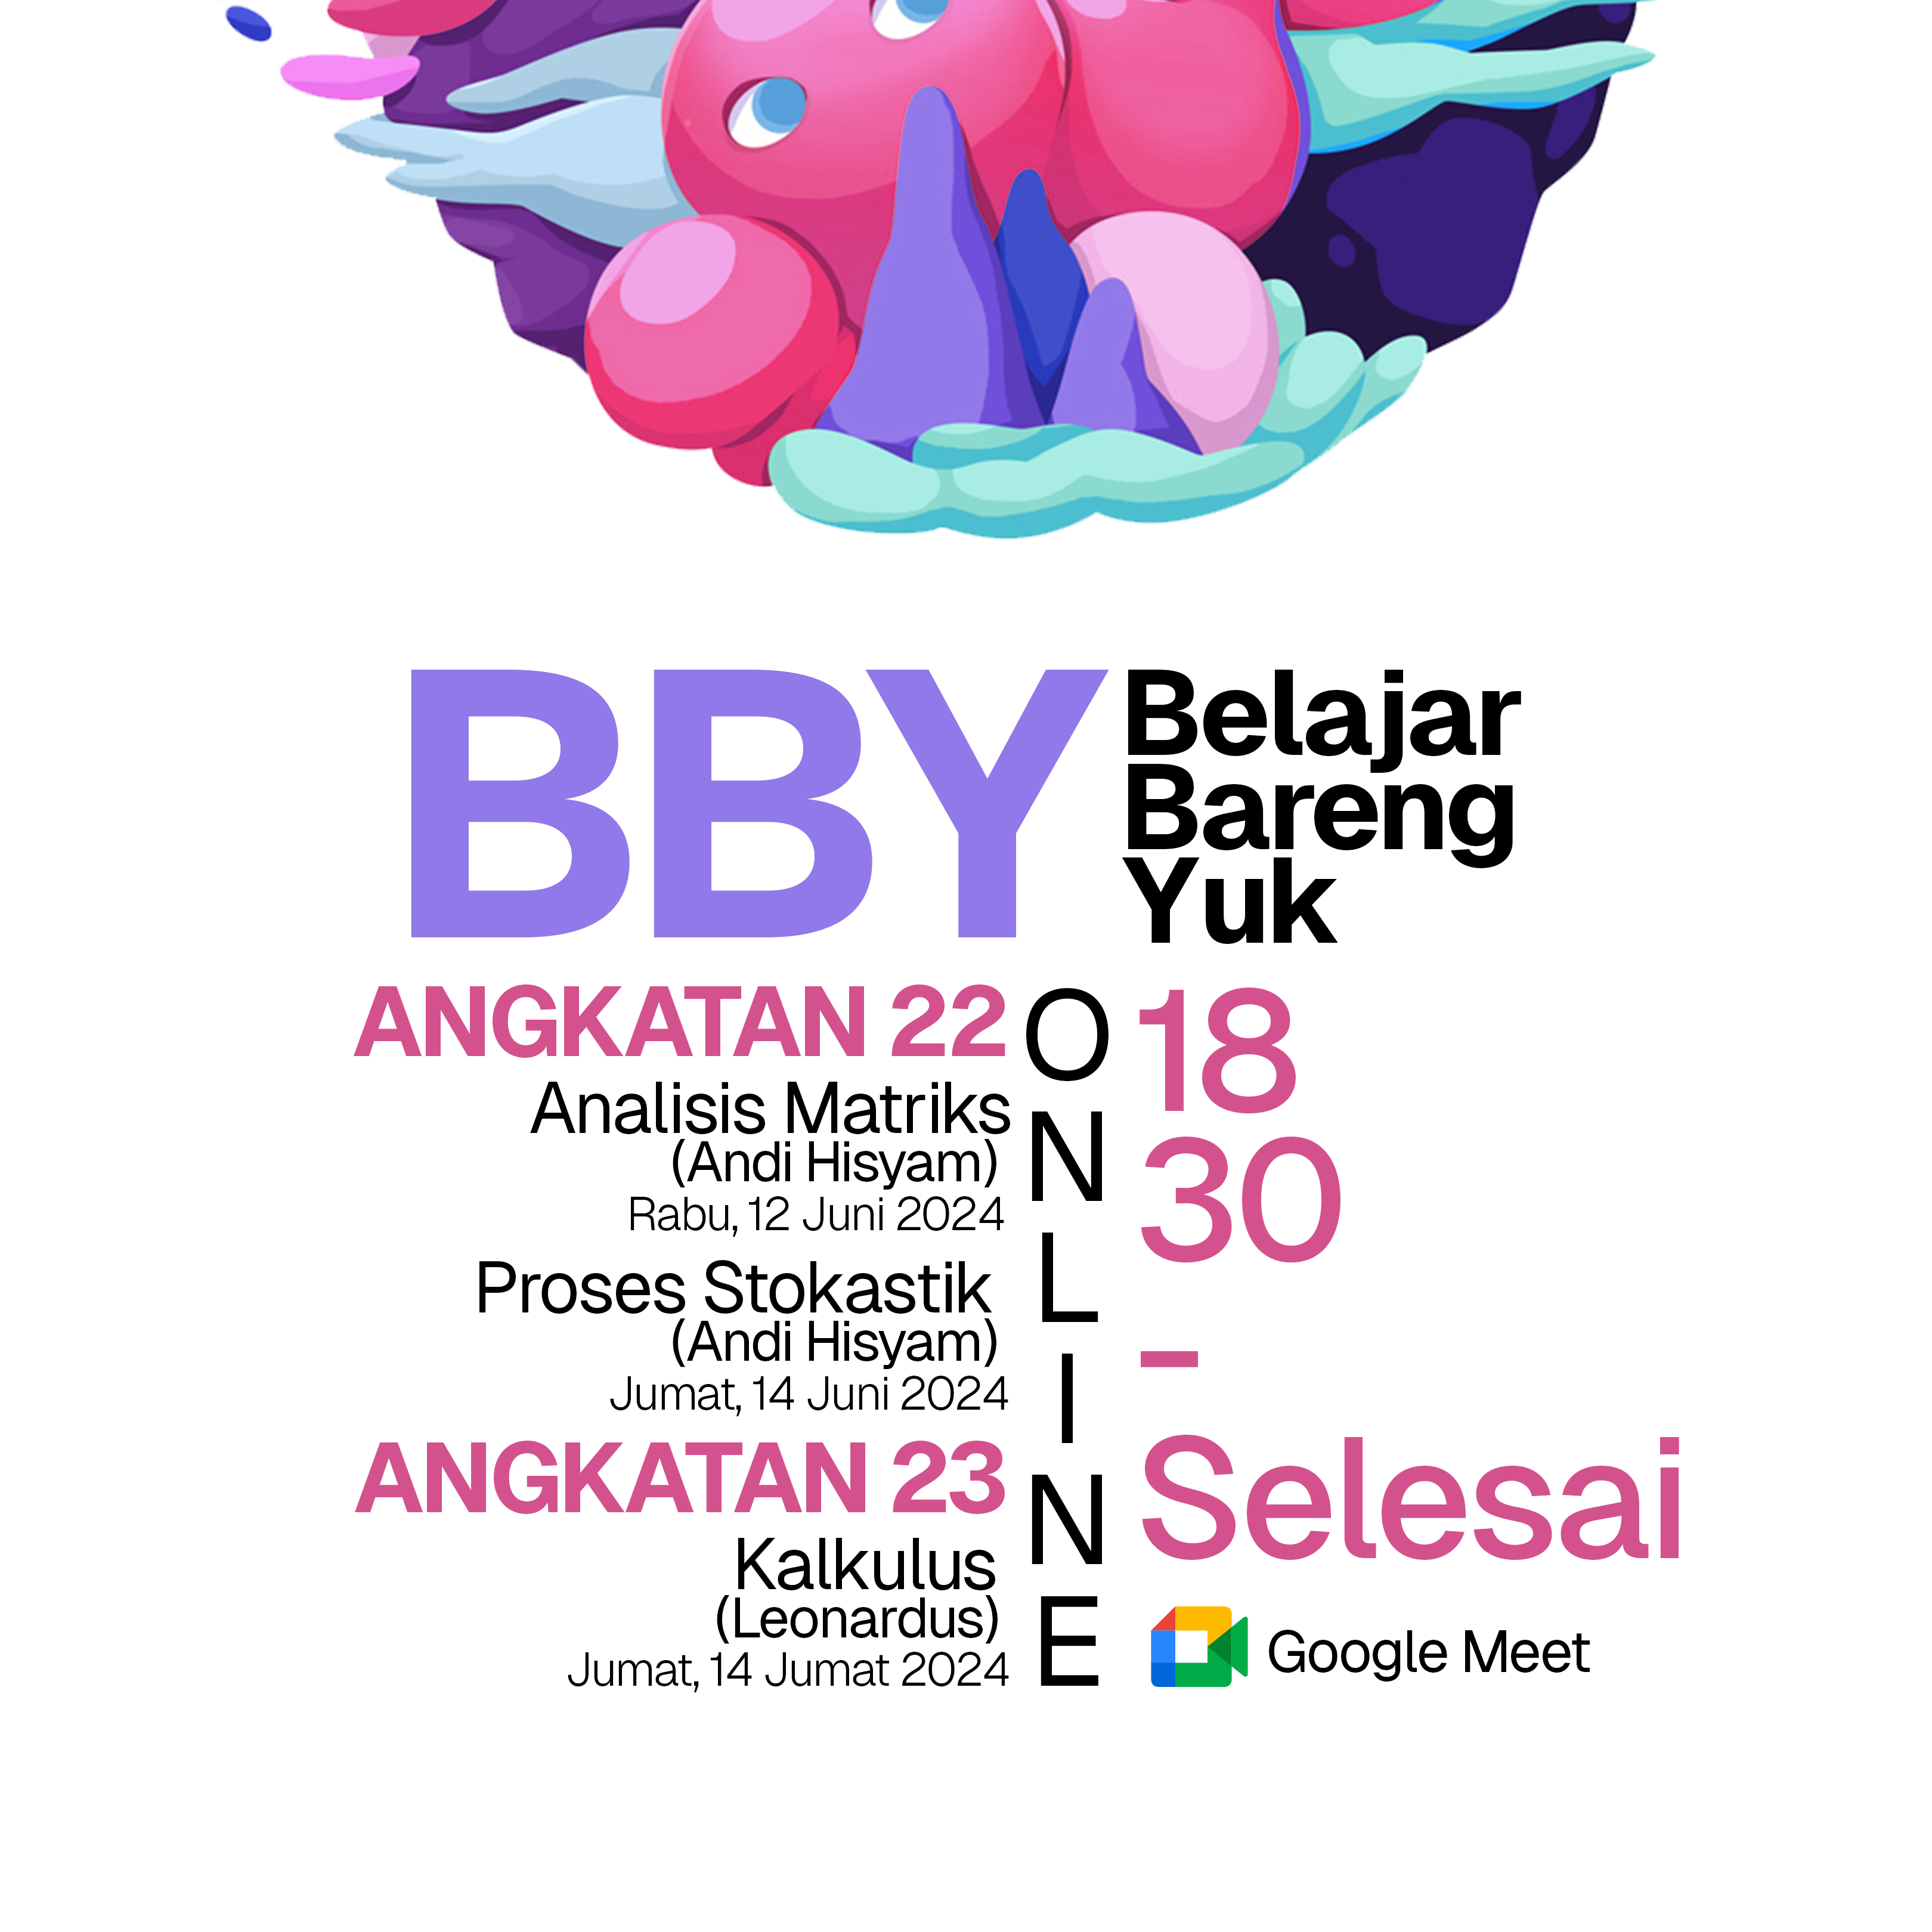 BBY
Belajar
Bareng
Yuk
ANGKATAN 22
Analisis Matriks
(Andi Hisyam)
Rabu, 12 Juni 2024
Proses Stokastik
(Andi Hisyam)
Jumat, 14 Juni 2024
ANGKATAN 23
Kalkulus
(Leonardus)
Jumat, 14 Jumat 2024
ONLINE
18
30
-
Selesai
Google Meet